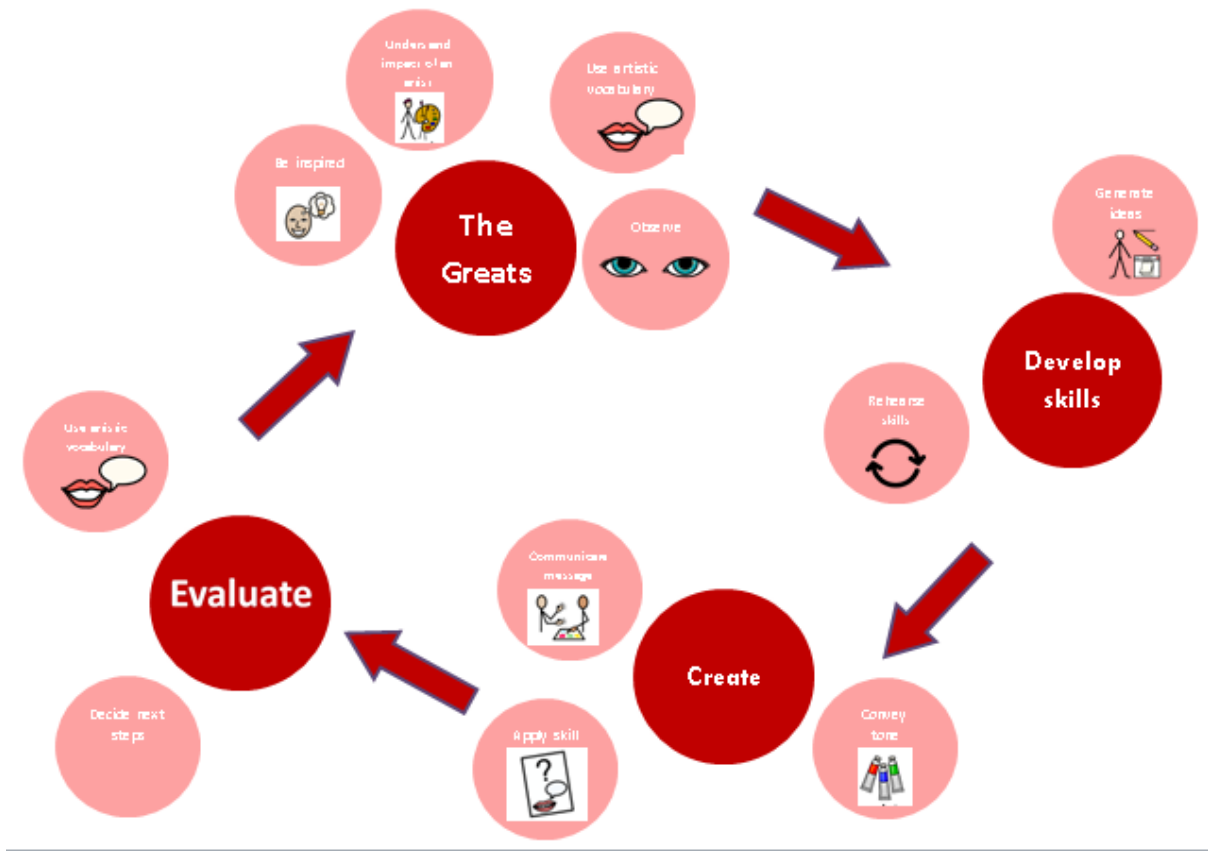 Understand
impact of an
artist
Use artistic
vocabulary
Be inspired
The
Greats
Observe
Generate
ideas
Develop
skills
Rehearse
skills
Use artistic
vocabulary
Evaluate
Decide next
steps
Communicate
message
Create
Apply skill
?
Convey
tone